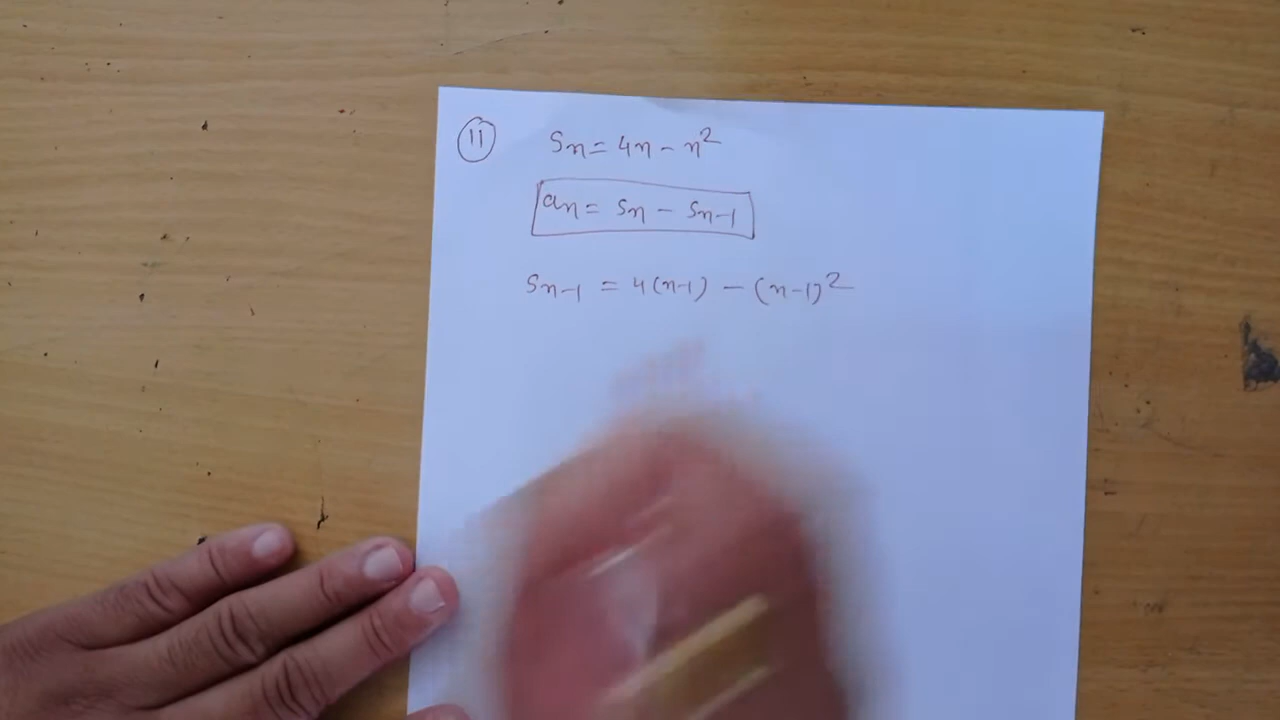 11 Sn = 4n - n²
an = Sn - Sn-1
Sn-1 = 4(n-1) - (n-1)²